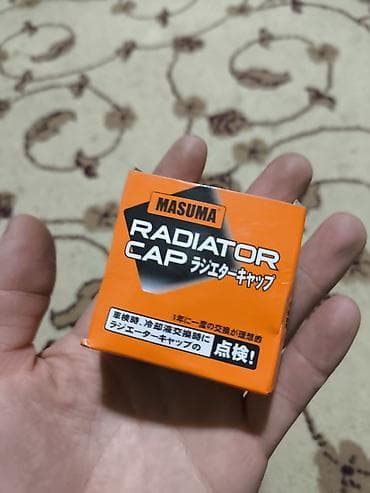 MASUMA
RADIATOR
CAP ラジエターキャップ
1年に一度の交換が理想的
車検時、冷却液交換時に
ラジエーターキャップの
点検!